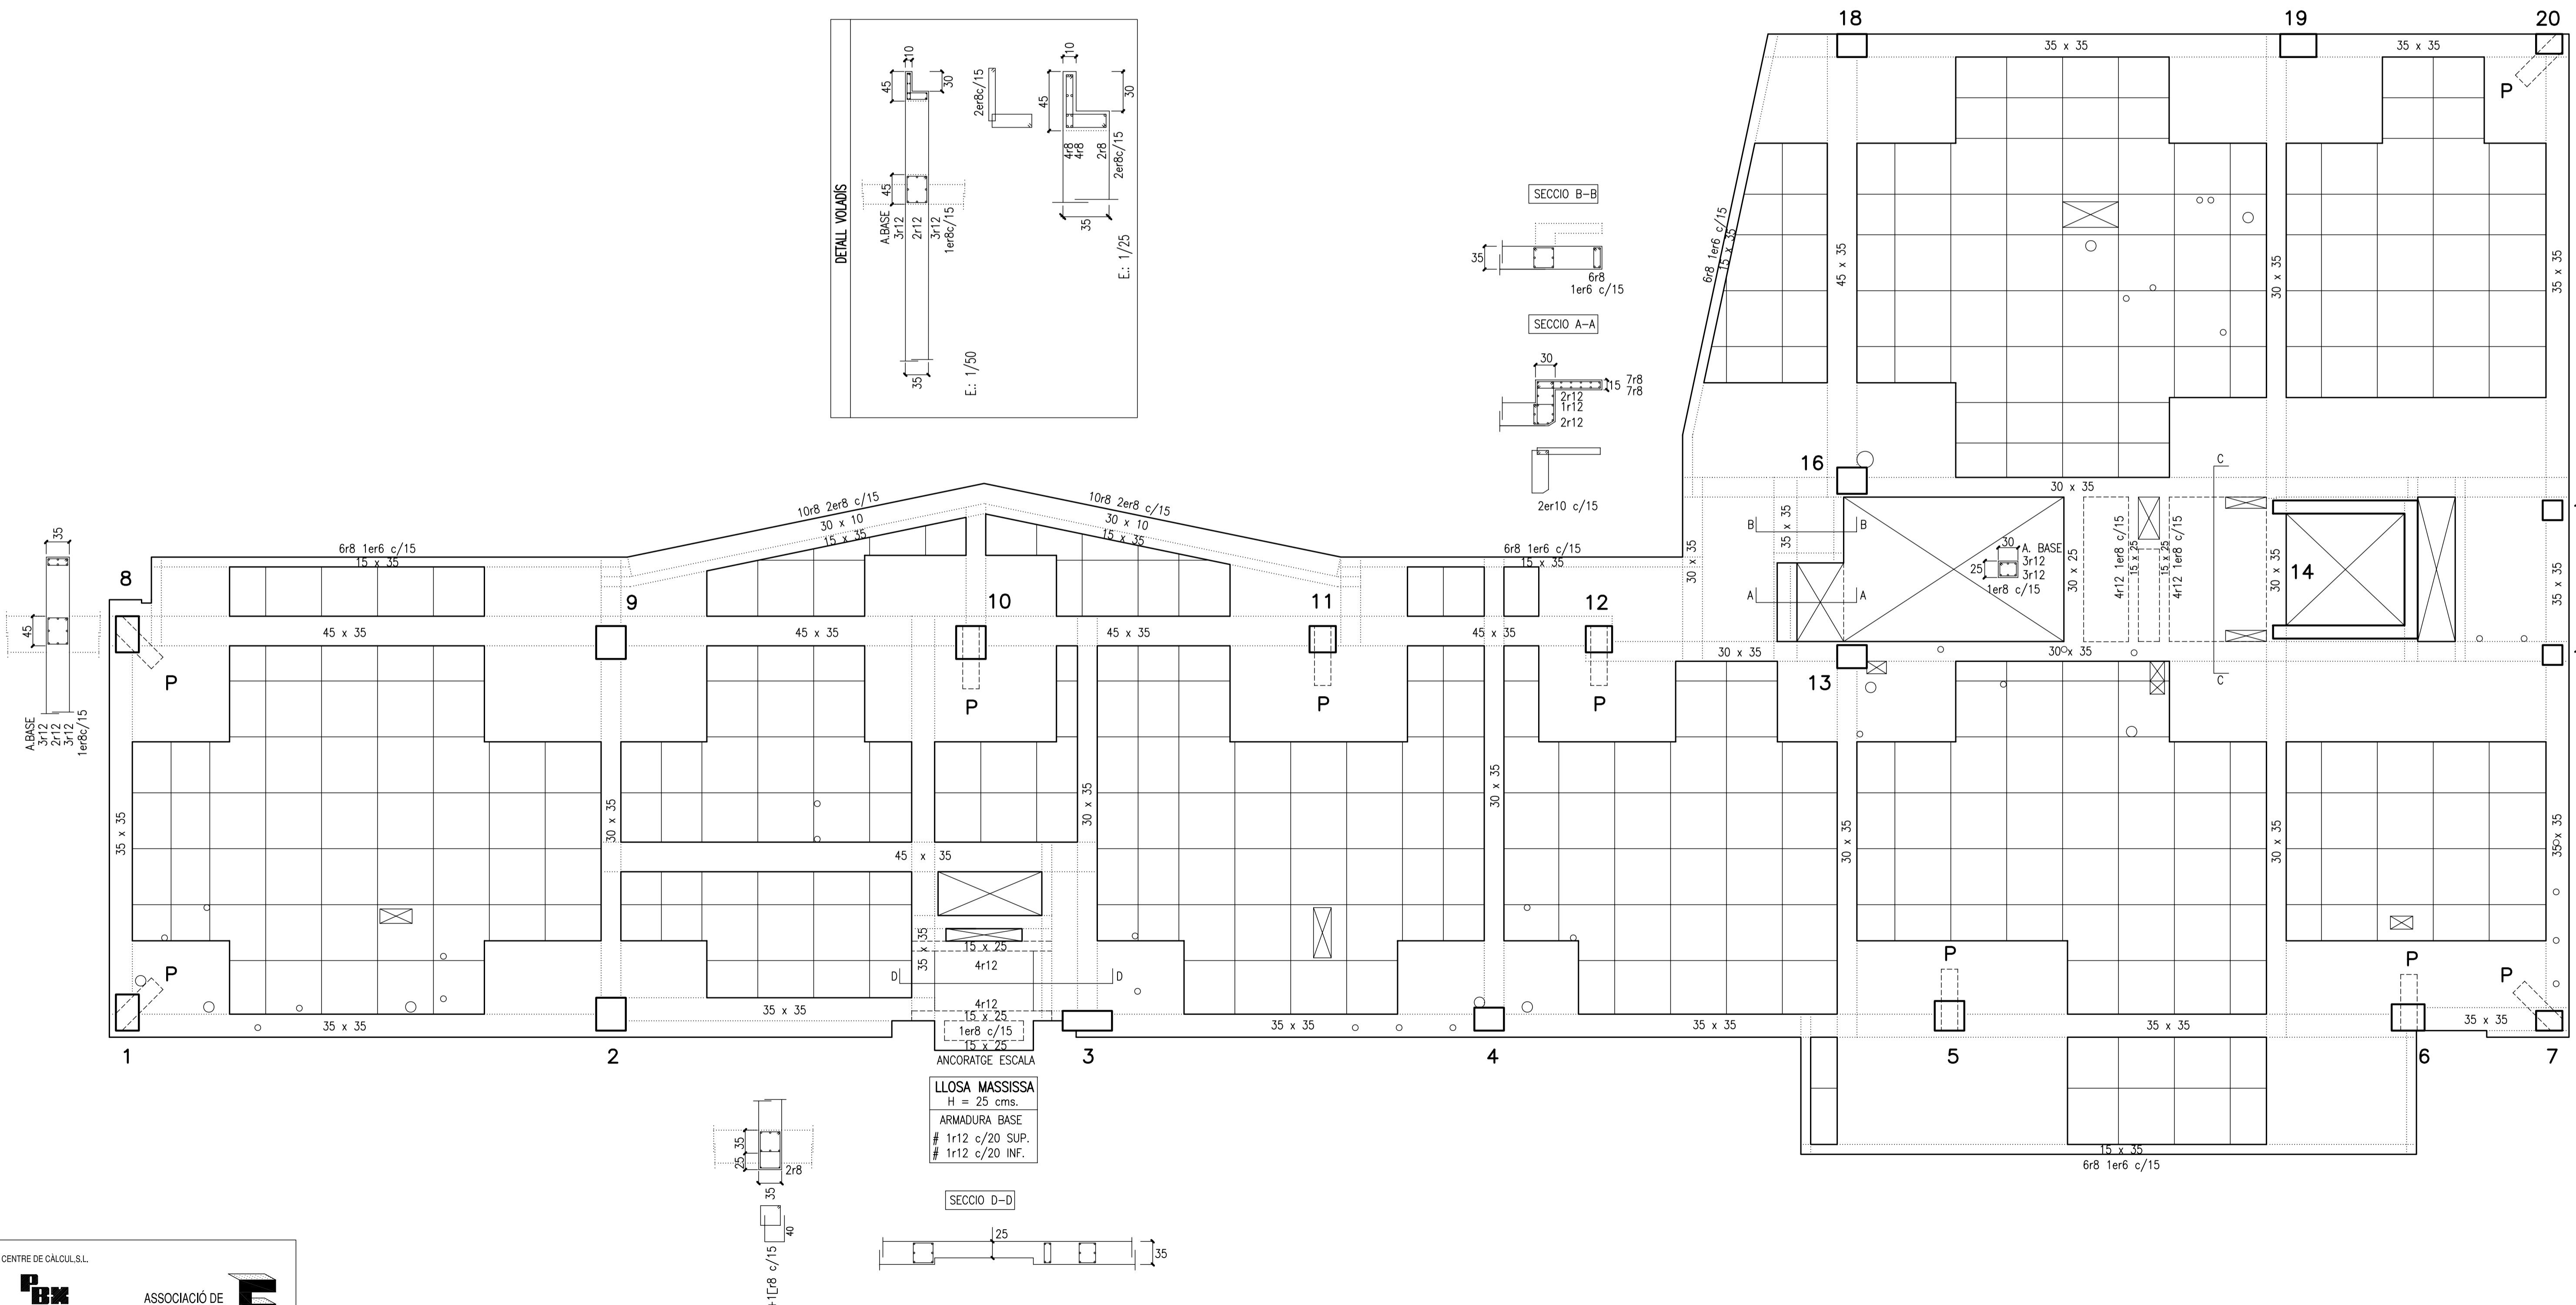 18
19
20
35 x 35
35 x 35
P
DETALL VOLADÍS
45
10
30
A.BASE
3r12
2r12
3r12
1er8c/15
45
35
E.: 1/50
2er8c/15
10
45
30
4r8
4r8
2r8
2er8c/15
35
E.: 1/25
SECCIO B-B
35
6r8
1er6 c/15
SECCIO A-A
30
15
7r8
7r8
2r12
1r12
2r12
2er10 c/15
6r8 1er6 c/15
15 x 35
45 x 35
30 x 35
35 x 35
16
C
30 x 35
10r8 2er8 c/15
30 x 10
15 x 35
10r8 2er8 c/15
30 x 10
15 x 35
6r8 1er6 c/15
15 x 35
6r8 1er6 c/15
15 x 35
35
45
A.BASE
3r12
2r12
3r12
1er8c/15
30 x 35
35 x 35
B
B
A
A
30
A. BASE
3r12
3r12
25
1er8 c/15
30 x 25
4r12 1er8 c/15
15 x 25
15 x 25
4r12 1er8 c/15
30 x 35
14
35 x 35
8
9
10
11
12
45 x 35
45 x 35
45 x 35
45 x 35
30 x 35
30 x 35
13
C
P
P
P
P
35 x 35
30 x 35
30 x 35
30 x 35
30 x 35
30 x 35
35 x 35
45 x 35
35 x 35
15 x 25
4r12
D
D
4r12
15 x 25
1er8 c/15
15 x 25
ANCORATGE ESCALA
P
P
P
P
35 x 35
35 x 35
35 x 35
35 x 35
35 x 35
35 x 35
1
2
3
4
5
6
7
LLOSA MASSISSA
H = 25 cms.
ARMADURA BASE
# 1r12 c/20 SUP.
# 1r12 c/20 INF.
15 x 35
6r8 1er6 c/15
35
25
2r8
35
40
+1[r8 c/15
SECCIO D-D
25
35
CENTRE DE CÀLCUL,S.L.
PBX
ASSOCIACIÓ DE